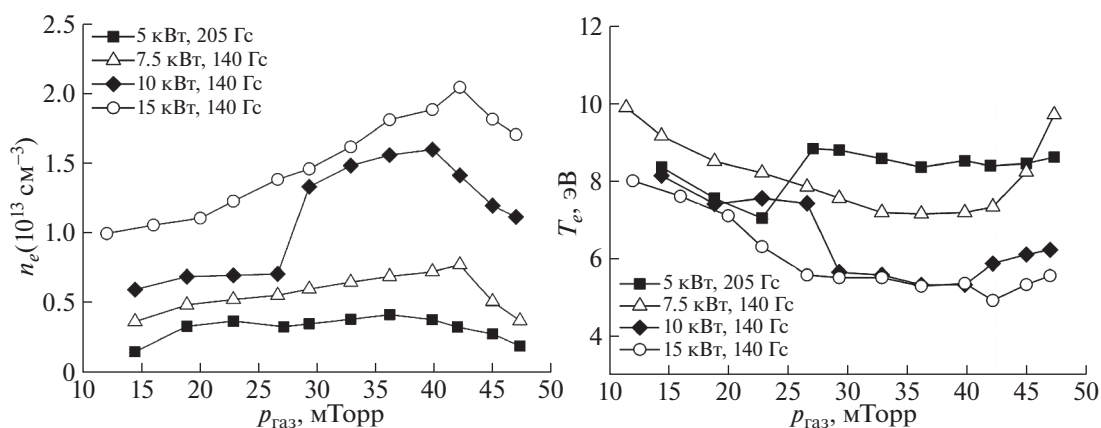 2.5
2.0
1.5
1.0
0.5
0
n_e(10^13 см^–3)
5 кВт, 205 Гс
7.5 кВт, 140 Гс
10 кВт, 140 Гс
15 кВт, 140 Гс
10 15 20 25 30 35 40 45 50
p_газ, мТорр
12
10
8
6
4
T_e, эВ
5 кВт, 205 Гс
7.5 кВт, 140 Гс
10 кВт, 140 Гс
15 кВт, 140 Гс
10 15 20 25 30 35 40 45 50
p_газ, мТорр